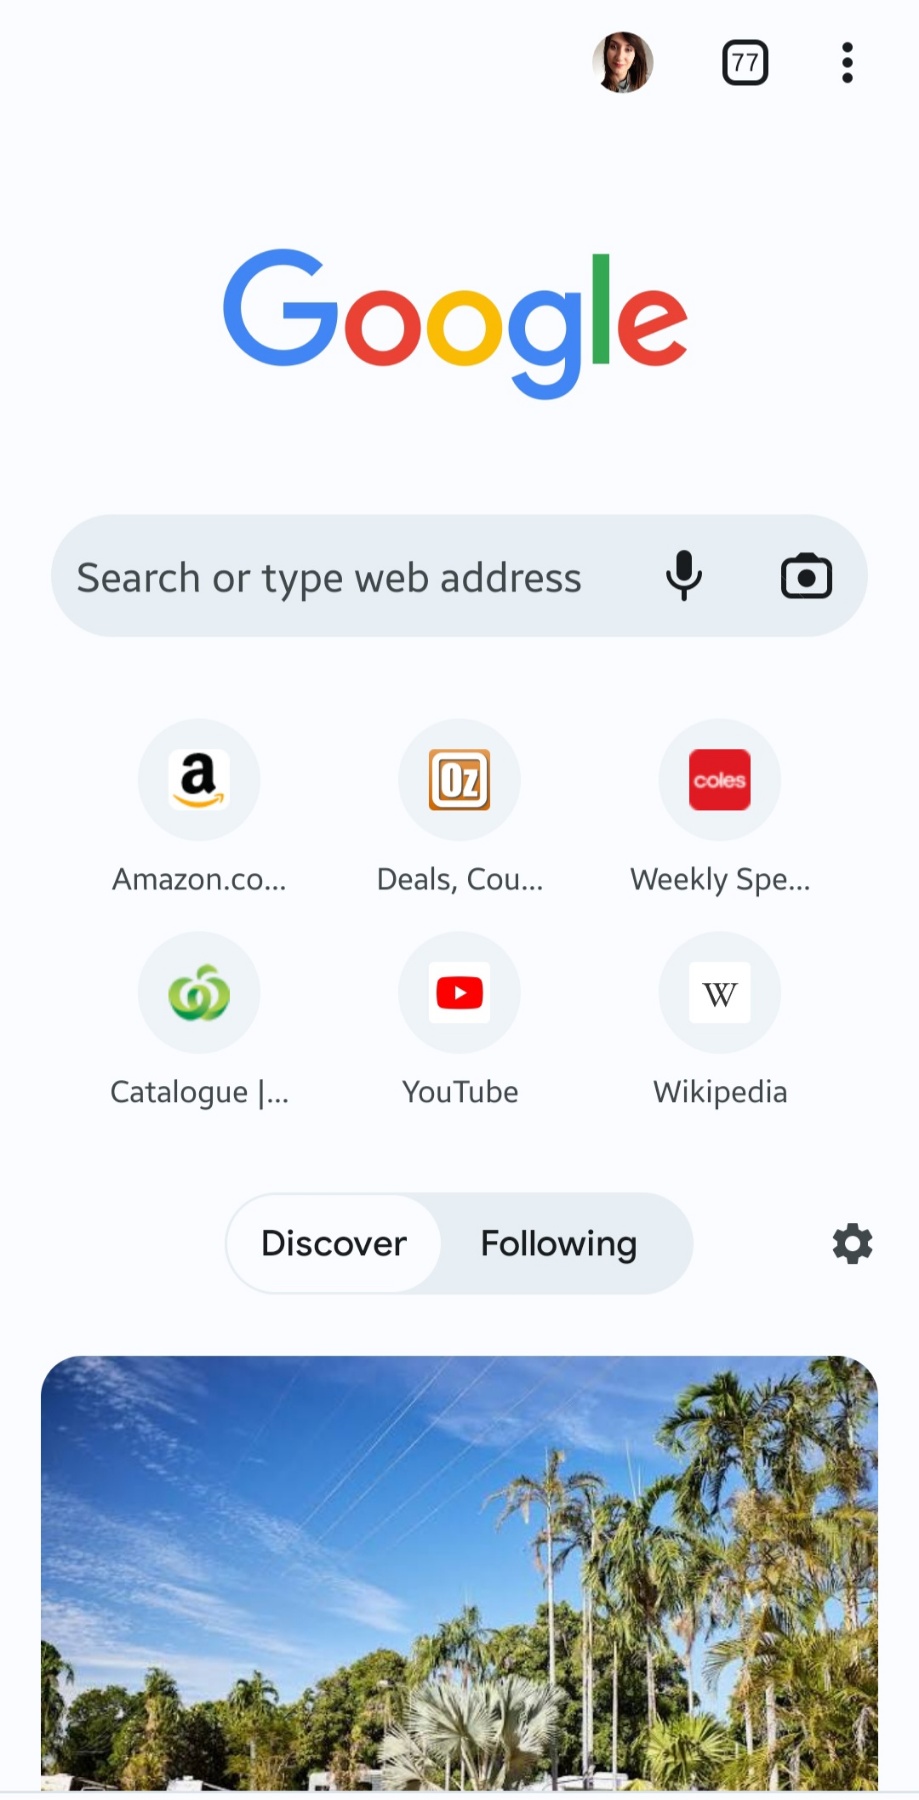 77
Google
Search or type web address
a
Oz
coles
Amazon.co...
Deals, Cou...
Weekly Spe...
W
Catalogue |...
YouTube
Wikipedia
Discover
Following